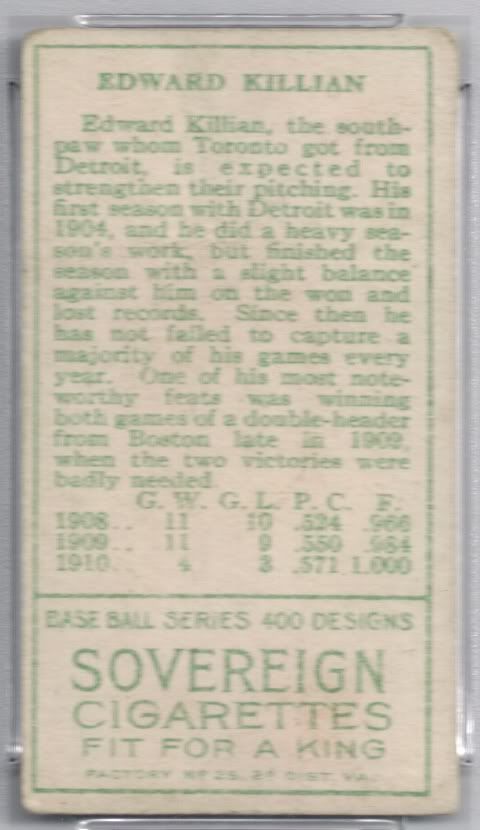 EDWARD KILLIAN
Edward Killian, the south-
paw whom Toronto got from
Detroit, is expected to
strengthen their pitching. His
first season with Detroit was in
1904, and he did a heavy sea-
son's work, but finished the
season with a slight balance
against him on the won and
lost records. Since then he
has not failed to capture a
majority of his games every
year. One of his most note-
worthy feats was winning
both games of a double-header
from Boston late in 1909,
when the two victories were
badly needed.
G. W. G. L. P. C. F.
1908.. 11 10 .524 .966
1909.. 11 9 .550 .984
1910.. 4 3 .571 1.000
BASE BALL SERIES 400 DESIGNS
SOVEREIGN
CIGARETTES
FIT FOR A KING
FACTORY Nº 25, 2D DIST. VA.